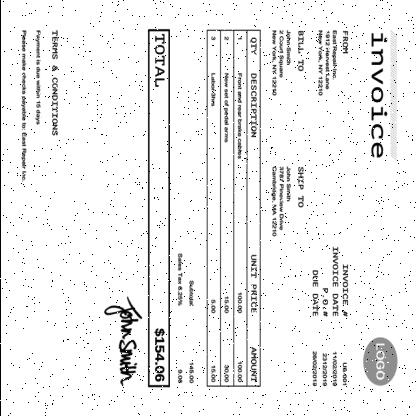 invoice
LOGO
FROM
East Repair Inc.
1912 Harvest Lane
New York, NY 12210
BILL TO
John Smith
2 Court Square
New York, NY 12210
SHIP TO
John Smith
3787 Pineview Drive
Cambridge, MA 12210
INVOICE # US-001
INVOICE DATE 11/02/2019
P.O.# 2312/2019
DUE DATE 26/02/2019
QTY DESCRIPTION UNIT PRICE AMOUNT
1 Front and rear brake cables 100.00 100.00
2 New set of pedal arms 15.00 30.00
3 Labor 3hrs 5.00 15.00
Subtotal 145.00
Sales Tax 6.25% 9.06
TOTAL $154.06
John Smith
TERMS & CONDITIONS
Payment is due within 15 days
Please make checks payable to: East Repair Inc.